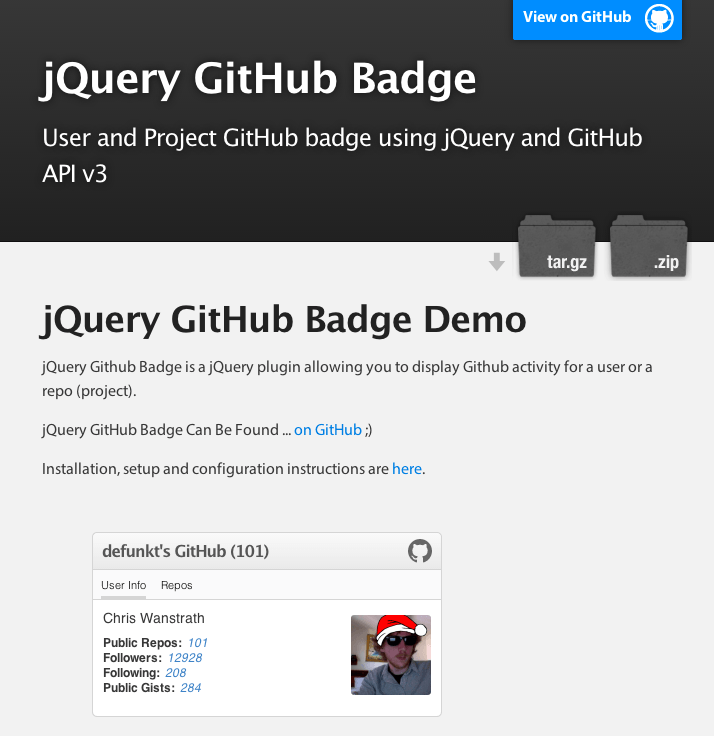 View on GitHub
jQuery GitHub Badge
User and Project GitHub badge using jQuery and GitHub
API v3
tar.gz
.zip
jQuery GitHub Badge Demo
jQuery Github Badge is a jQuery plugin allowing you to display Github activity for a user or a
repo (project).
jQuery GitHub Badge Can Be Found ... on GitHub ;)
Installation, setup and configuration instructions are here.
defunkt's GitHub (101)
User Info Repos
Chris Wanstrath
Public Repos: 101
Followers: 12928
Following: 208
Public Gists: 284